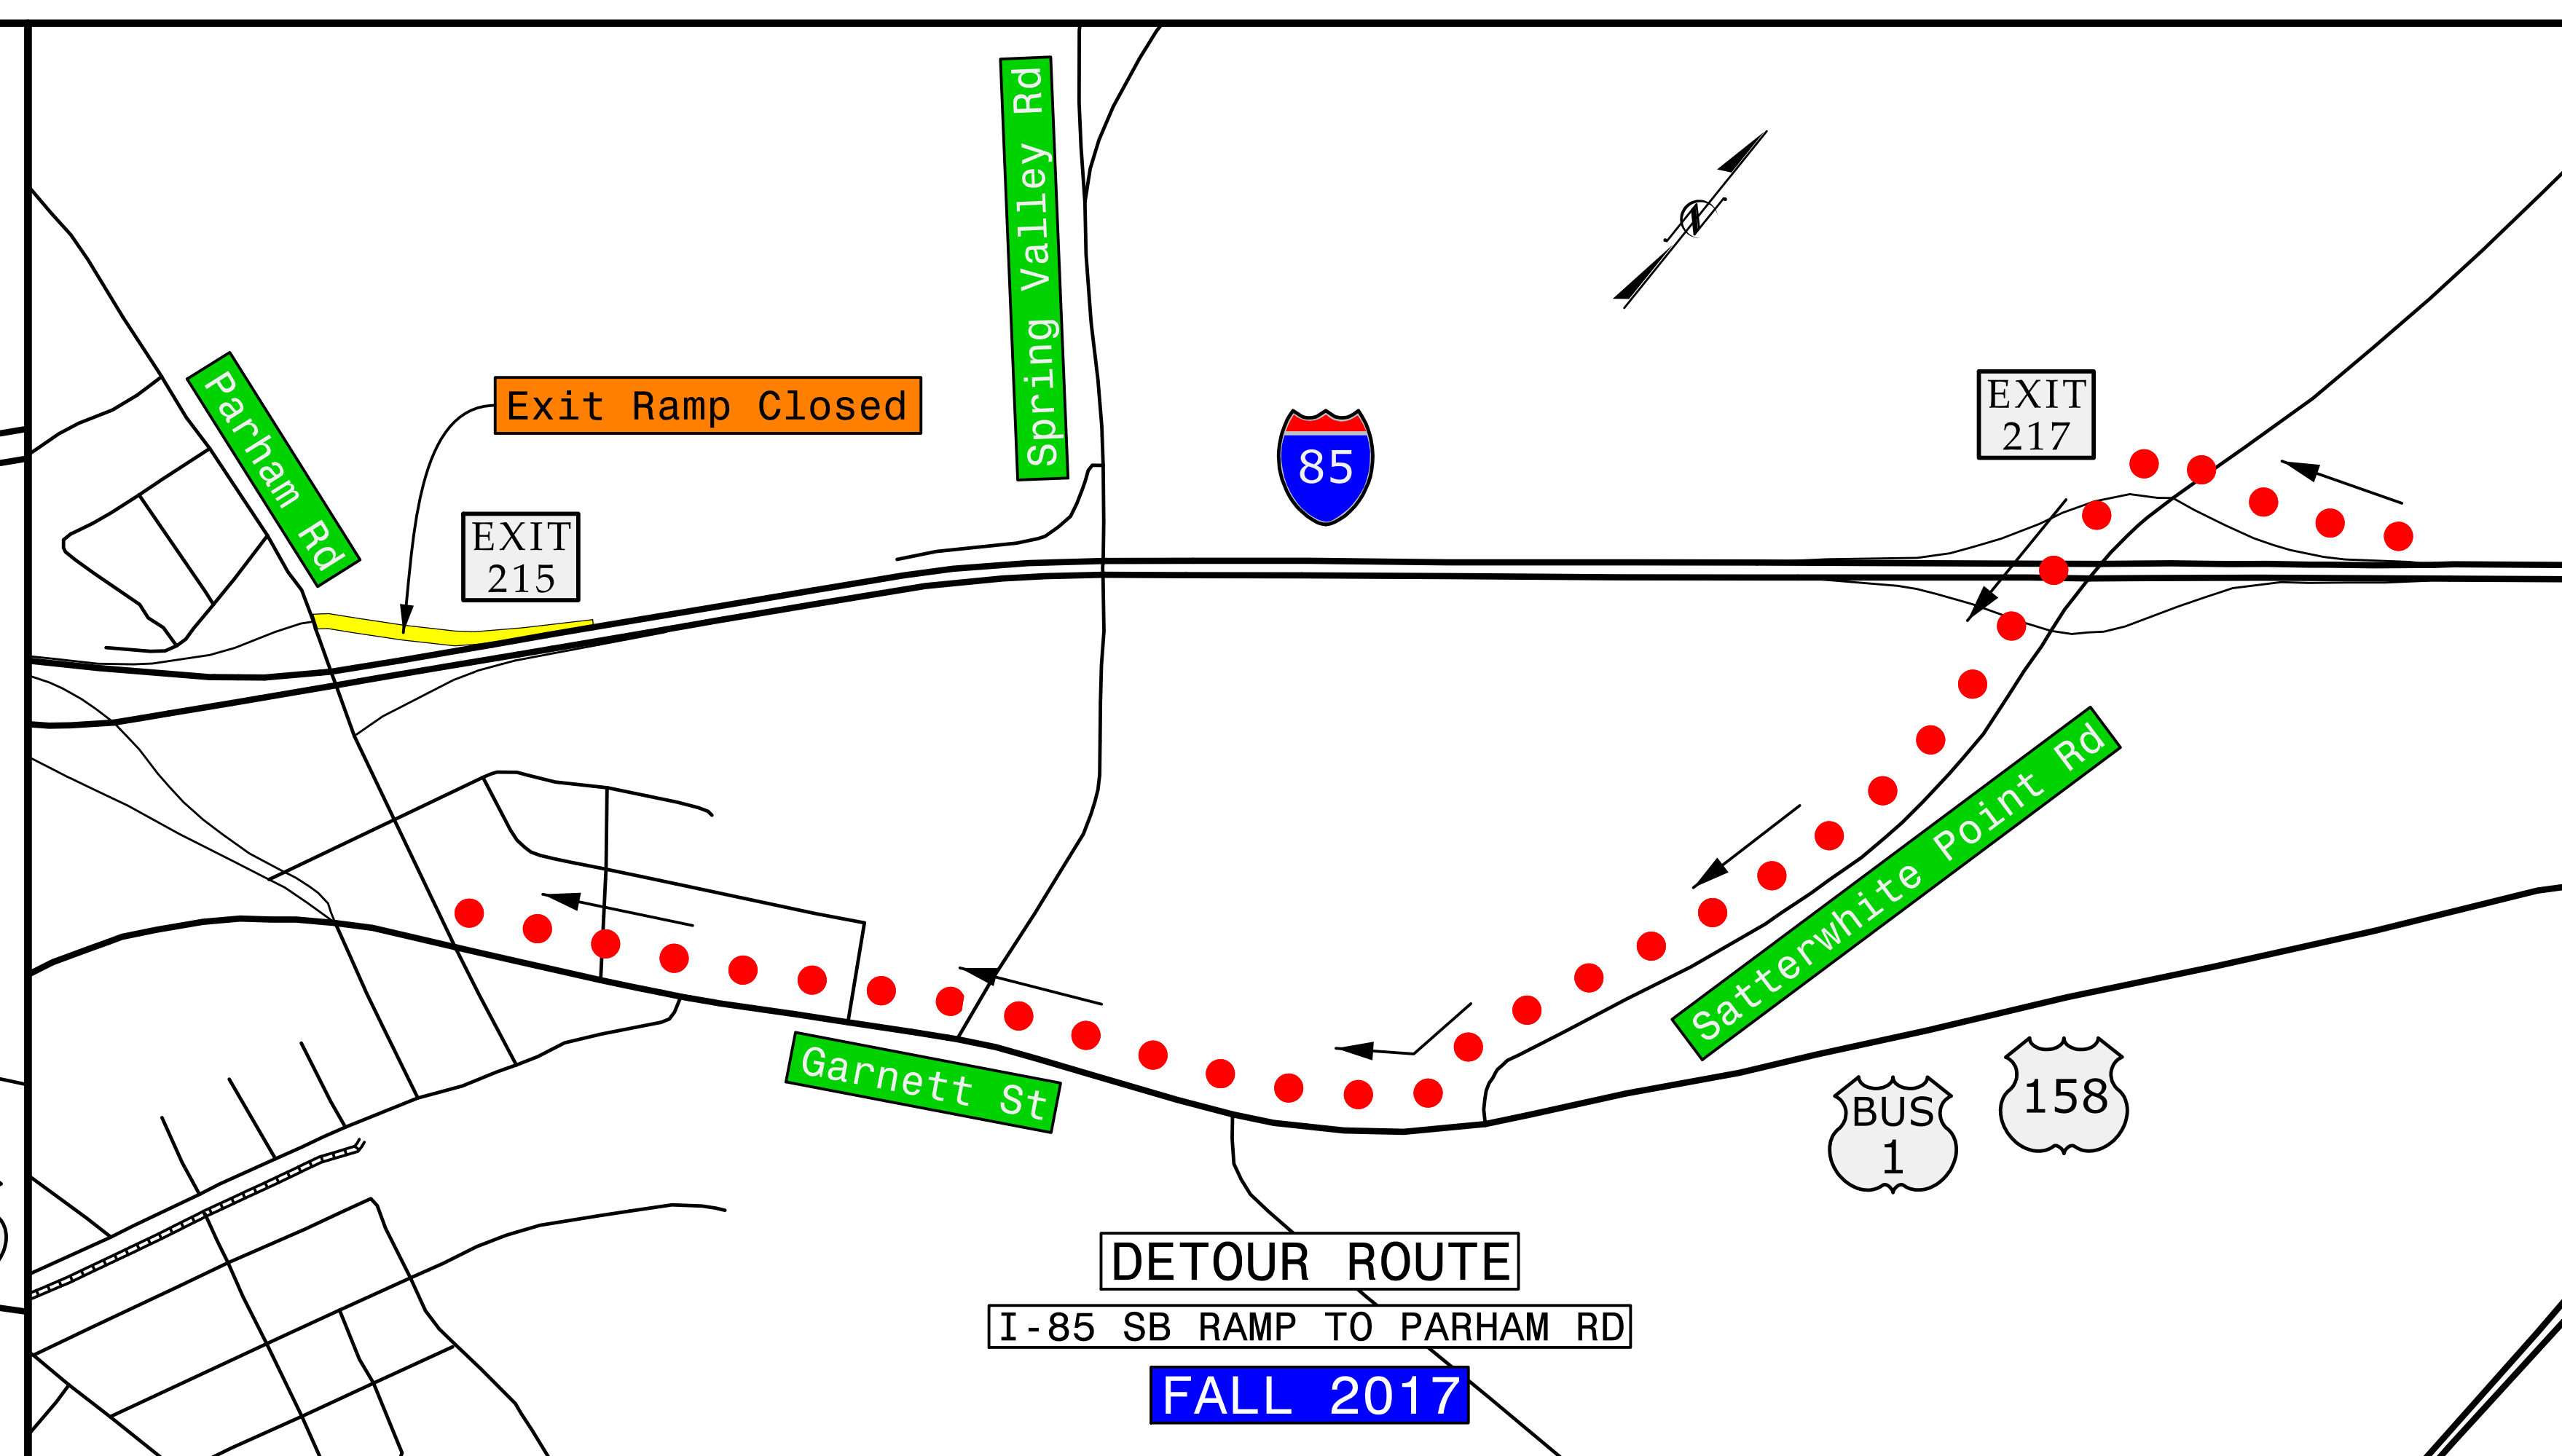 Spring Valley Rd
N
Parham Rd
Exit Ramp Closed
EXIT
217
85
EXIT
215
Satterwhite Point Rd
Garnett St
158
BUS
1
DETOUR ROUTE
I-85 SB RAMP TO PARHAM RD
FALL 2017